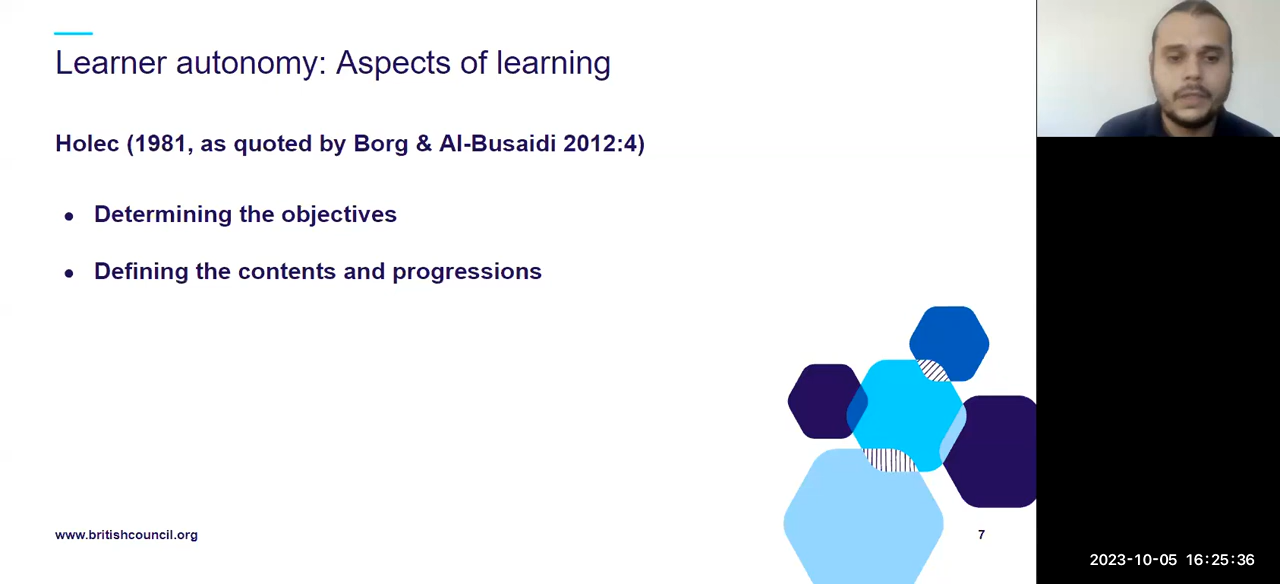 Learner autonomy: Aspects of learning
Holec (1981, as quoted by Borg & Al-Busaidi 2012:4)
● Determining the objectives
● Defining the contents and progressions
www.britishcouncil.org
7
2023-10-05 16:25:36